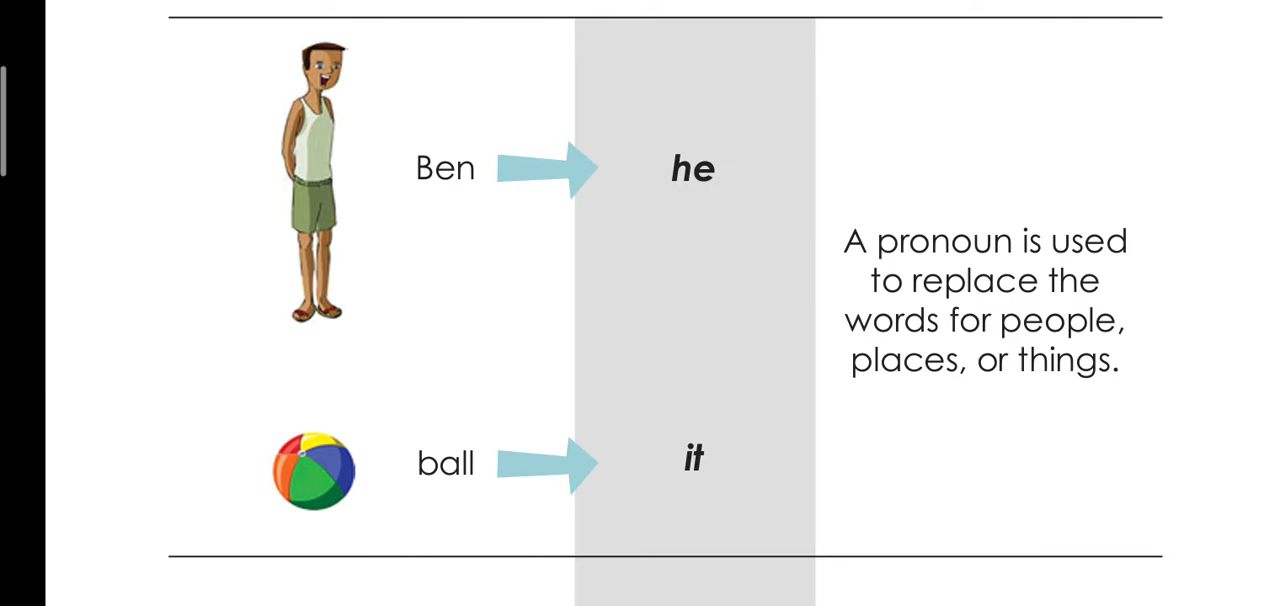 Ben
he
A pronoun is used
to replace the
words for people,
places, or things.
ball
it